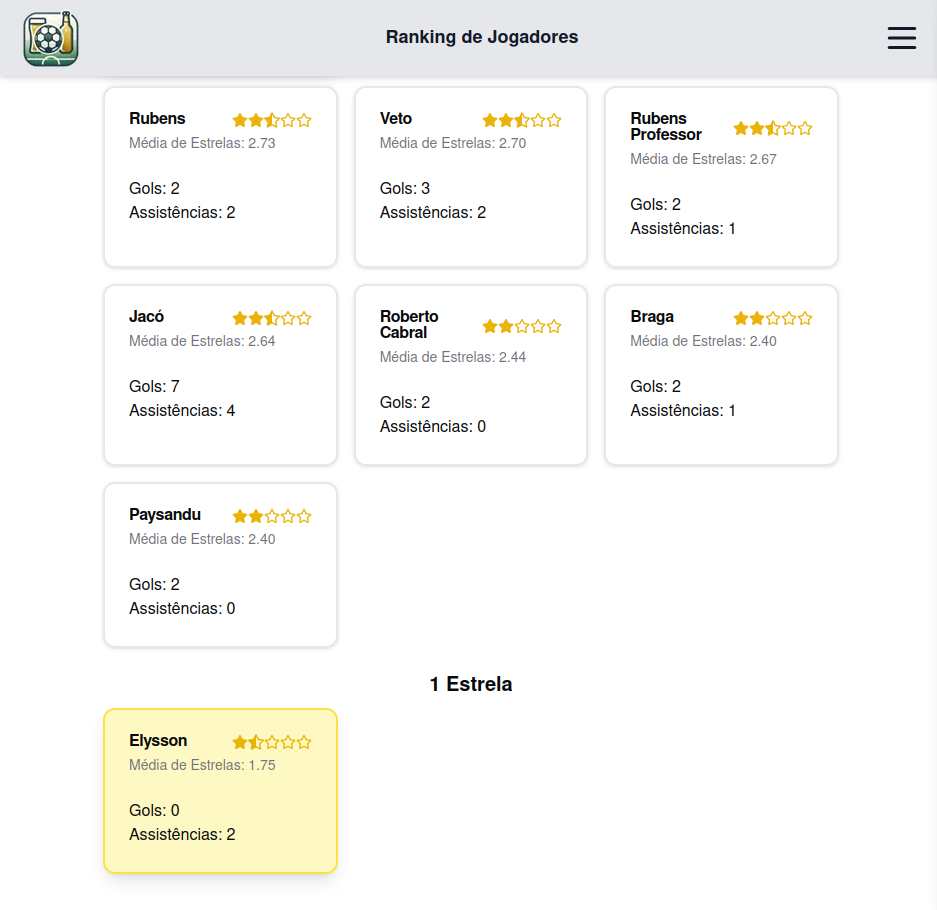 Ranking de Jogadores
Rubens
Média de Estrelas: 2.73
Gols: 2
Assistências: 2
Veto
Média de Estrelas: 2.70
Gols: 3
Assistências: 2
Rubens
Professor
Média de Estrelas: 2.67
Gols: 2
Assistências: 1
Jacó
Média de Estrelas: 2.64
Gols: 7
Assistências: 4
Roberto
Cabral
Média de Estrelas: 2.44
Gols: 2
Assistências: 0
Braga
Média de Estrelas: 2.40
Gols: 2
Assistências: 1
Paysandu
Média de Estrelas: 2.40
Gols: 2
Assistências: 0
1 Estrela
Elysson
Média de Estrelas: 1.75
Gols: 0
Assistências: 2